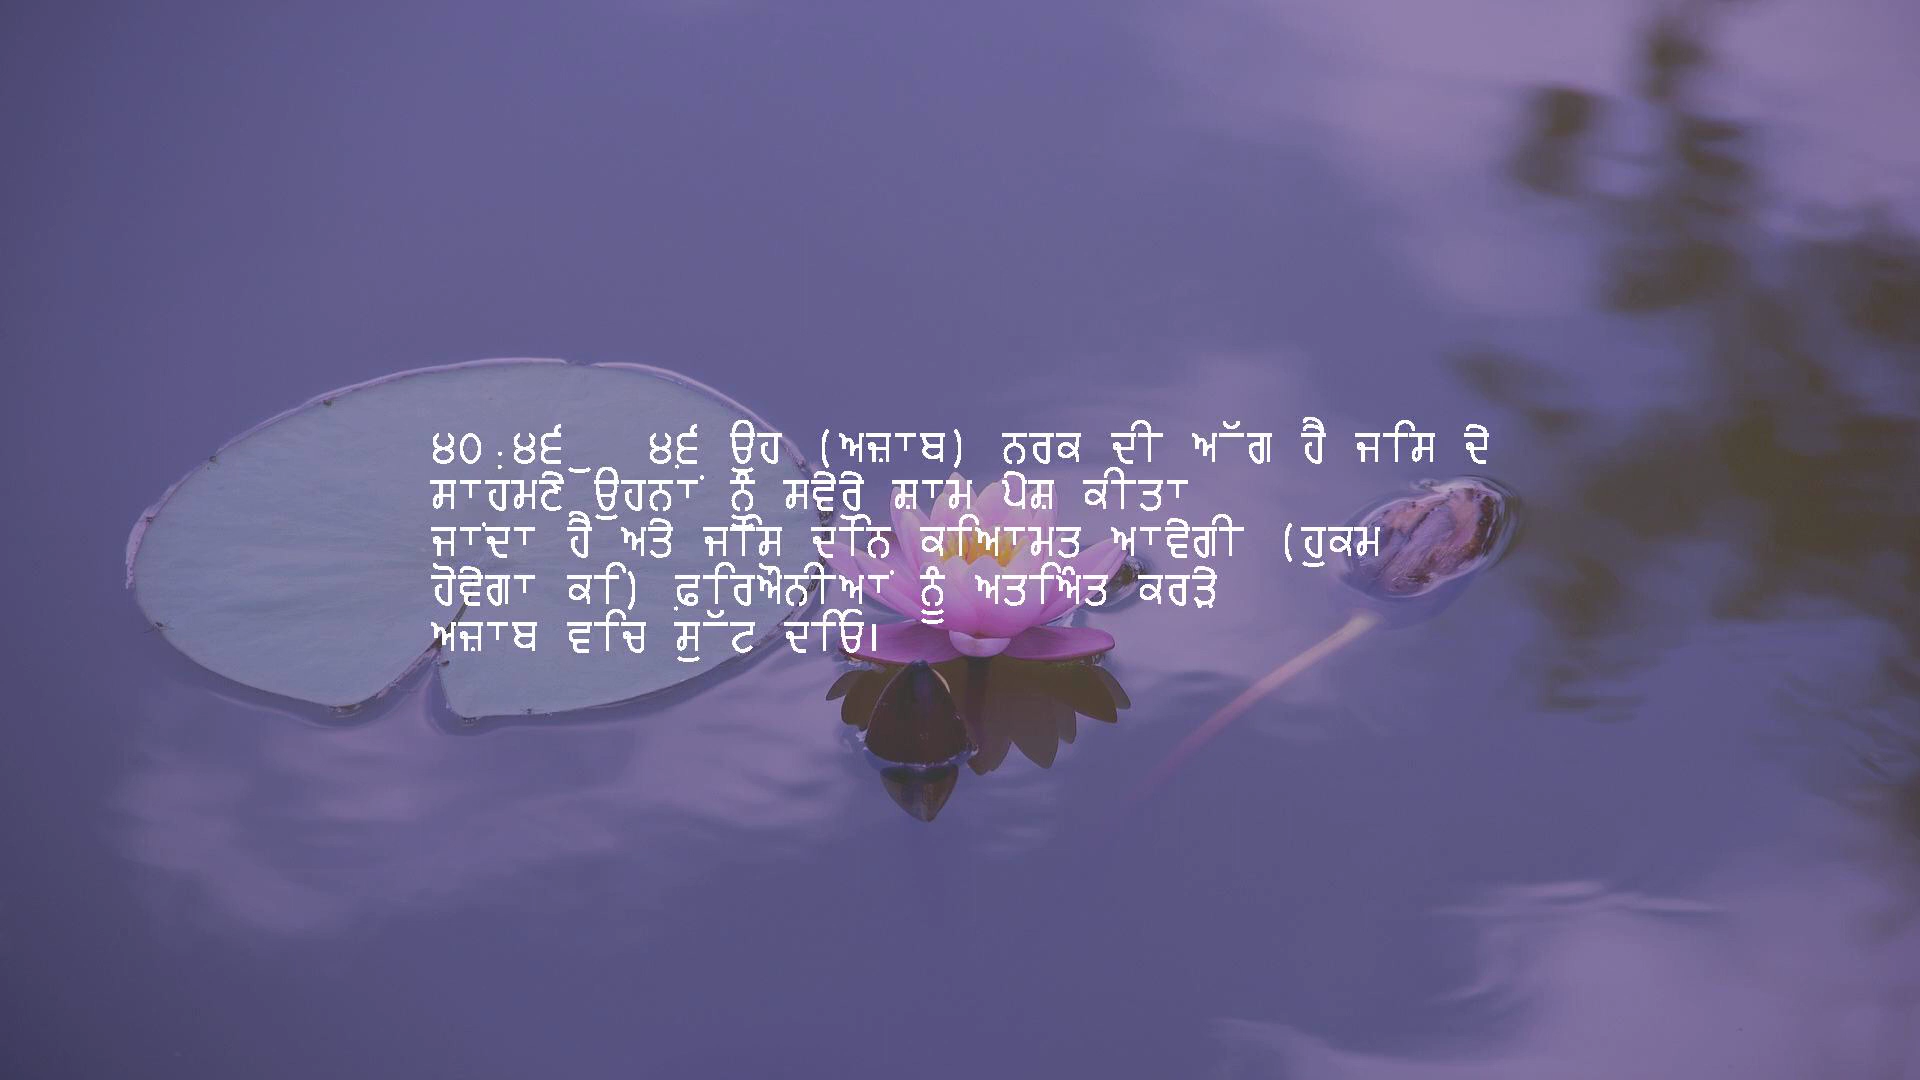 ੪੦:੪੬ ੪੬਼ ਉਹ (ਅਜ਼ਾਬ) ਨਰਕ ਦੀ ਅੱਗ ਹੈ ਜਿਸ ਦੇ
ਸਾਹਮਣੇ ਉਹਨਾਂ ਨੂੰ ਸਵੇਰੇ ਸ਼ਾਮ ਪੇਸ਼ ਕੀਤਾ
ਜਾਂਦਾ ਹੈ ਅਤੇ ਜਿਸ ਦਿਨ ਕਿਆਮਤ ਆਵੇਗੀ (ਹੁਕਮ
ਹੋਵੇਗਾ ਕਿ) ਫ਼ਿਰਔਨੀਆਂ ਨੂੰ ਅਤਿਅੰਤ ਕਰੜੇ
ਅਜ਼ਾਬ ਵਿਚ ਸੁੱਟ ਦਿਓ।